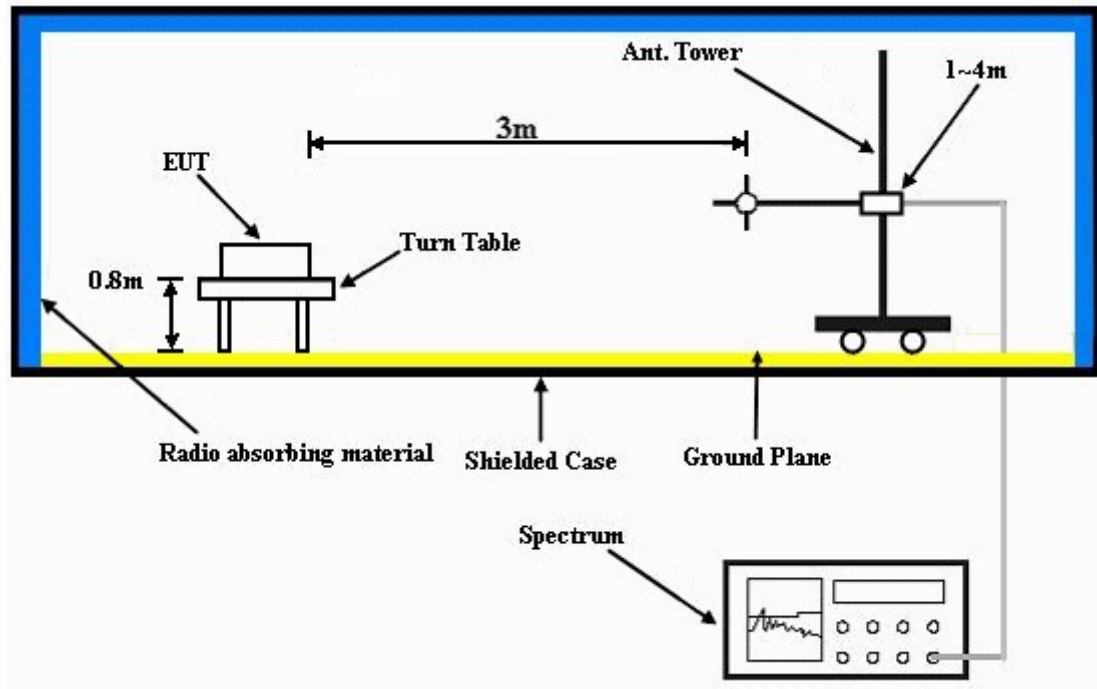 Ant. Tower
1~4m
3m
EUT
Turn Table
0.8m
Radio absorbing material
Shielded Case
Ground Plane
Spectrum